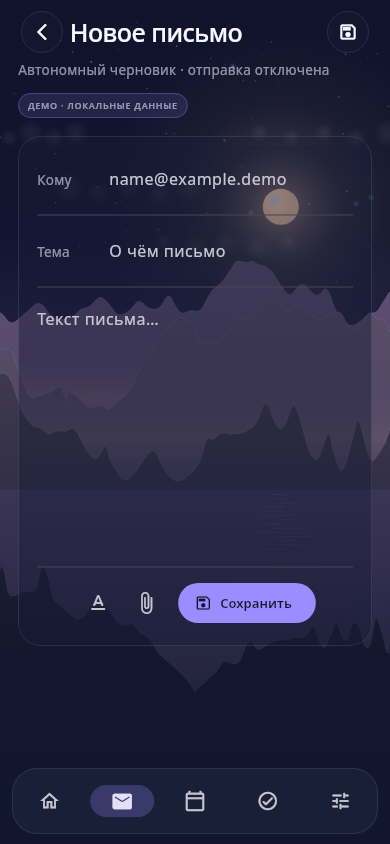 Новое письмо
Автономный черновик · отправка отключена
ДЕМО · ЛОКАЛЬНЫЕ ДАННЫЕ
Кому name@example.demo
Тема О чём письмо
Текст письма…
Сохранить